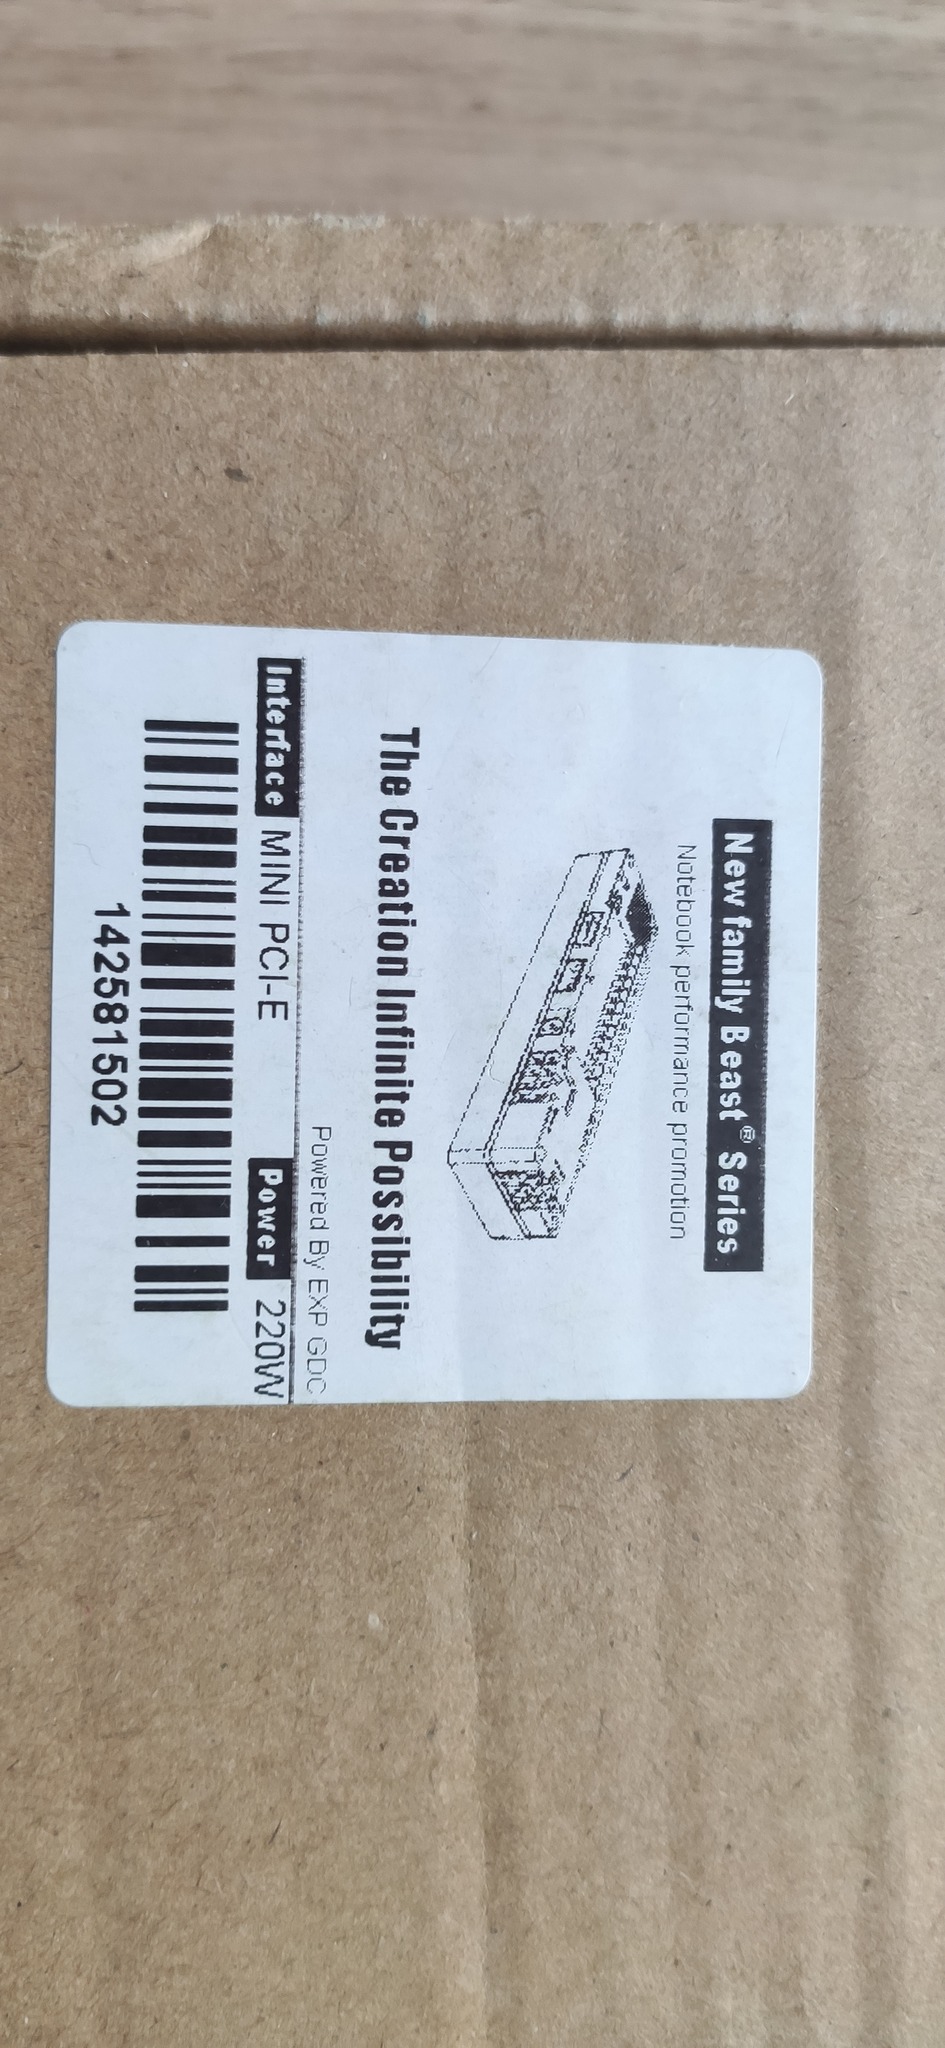 New family Beast® Series
Notebook performance promotion
The Creation Infinite Possibility
Powered By EXP GDC
Interface MINI PCI-E Power 220W
142581502